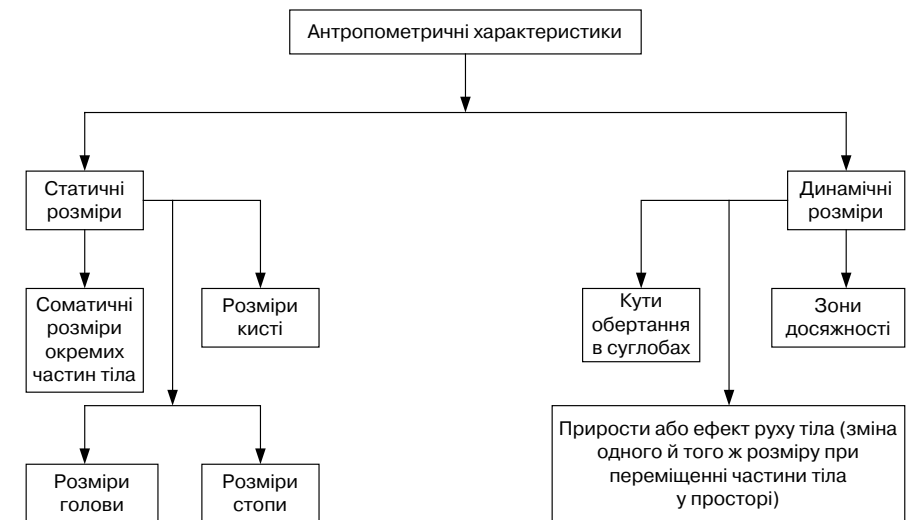 Антропометричні характеристики
Статичні
розміри
Динамічні
розміри
Соматичні
розміри
окремих
частин тіла
Розміри
кисті
Кути
обертання
в суглобах
Зони
досяжності
Розміри
голови
Розміри
стопи
Прирости або ефект руху тіла (зміна
одного й того ж розміру при
переміщенні частини тіла
у просторі)